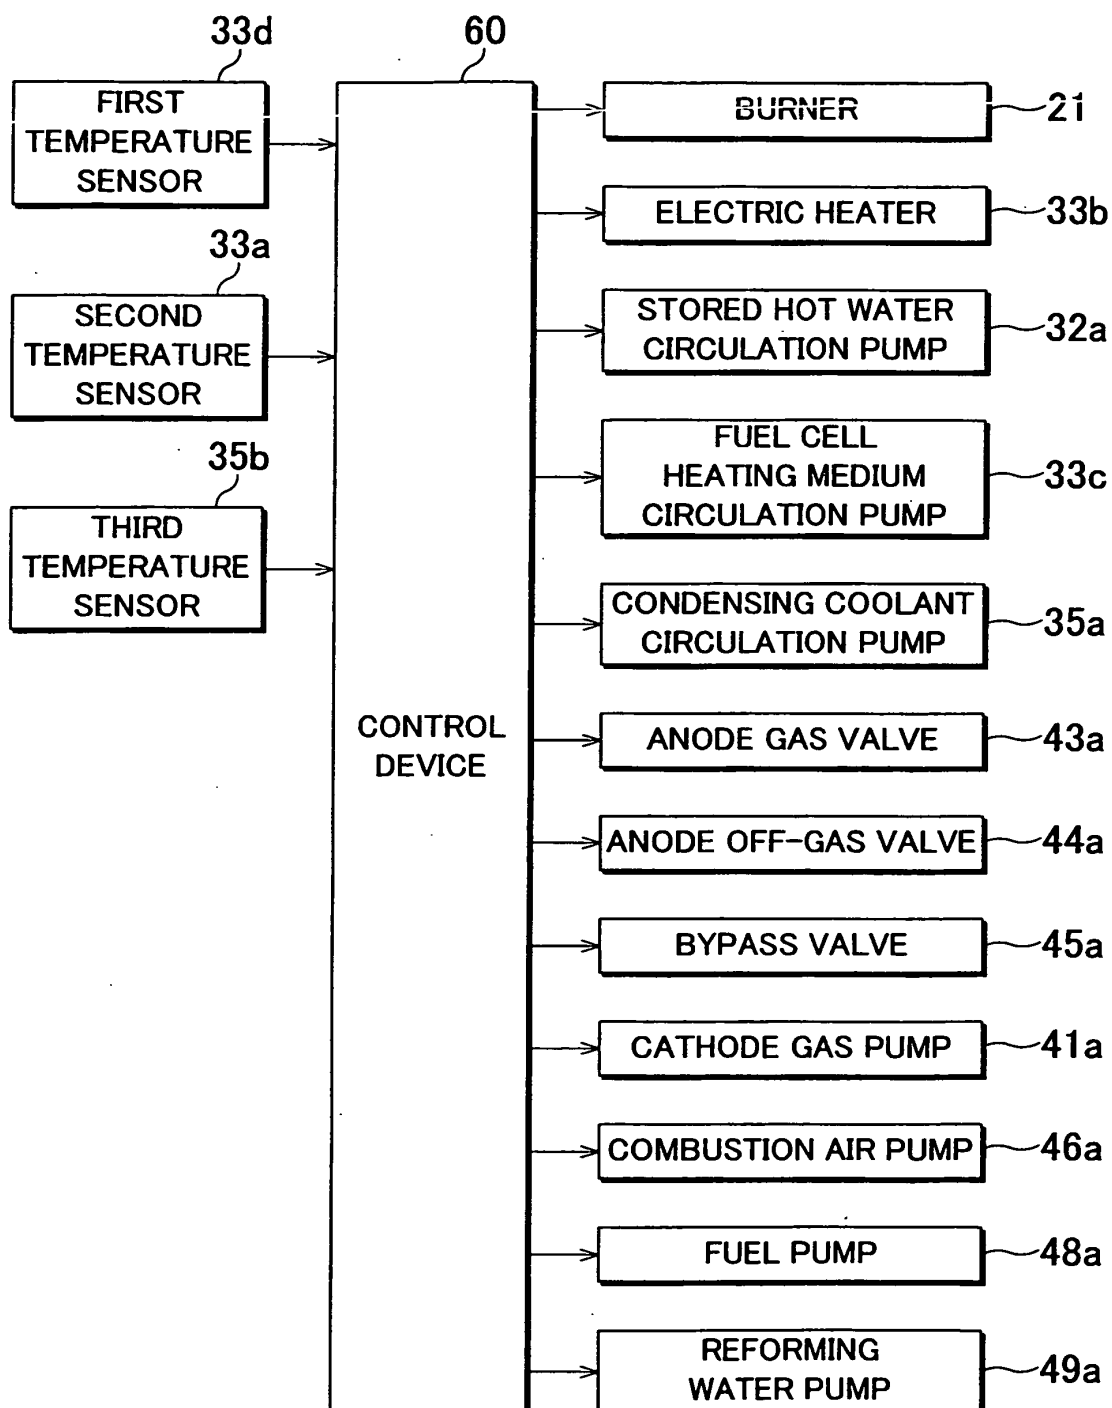 33d
60
FIRST
TEMPERATURE
SENSOR
33a
SECOND
TEMPERATURE
SENSOR
35b
THIRD
TEMPERATURE
SENSOR
CONTROL
DEVICE
BURNER
21
ELECTRIC HEATER
33b
STORED HOT WATER
CIRCULATION PUMP
32a
FUEL CELL
HEATING MEDIUM
CIRCULATION PUMP
33c
CONDENSING COOLANT
CIRCULATION PUMP
35a
ANODE GAS VALVE
43a
ANODE OFF-GAS VALVE
44a
BYPASS VALVE
45a
CATHODE GAS PUMP
41a
COMBUSTION AIR PUMP
46a
FUEL PUMP
48a
REFORMING
WATER PUMP
49a